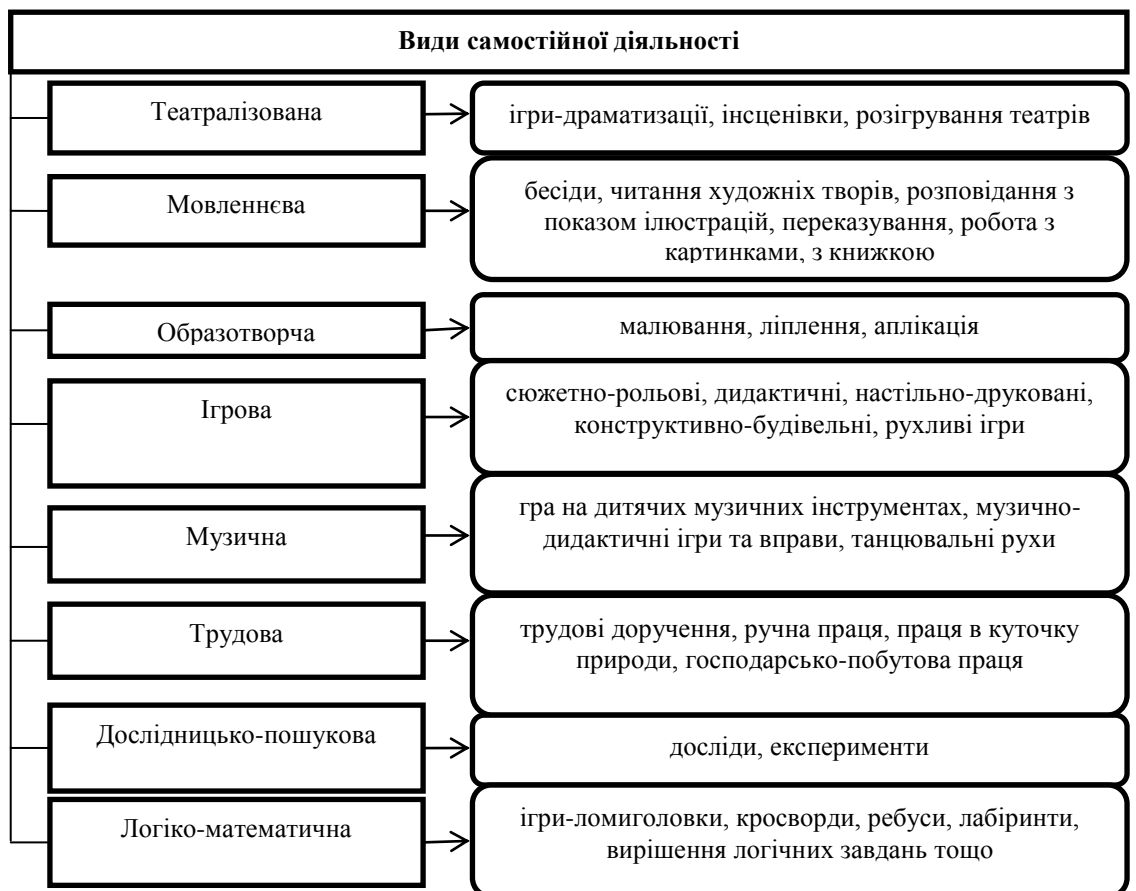 Види самостійної діяльності
Театралізована
ігри-драматизації, інсценівки, розігрування театрів
Мовленнєва
бесіди, читання художніх творів, розповідання з
показом ілюстрацій, переказування, робота з
картинками, з книжкою
Образотворча
малювання, ліплення, аплікація
Ігрова
сюжетно-рольові, дидактичні, настільно-друковані,
конструктивно-будівельні, рухливі ігри
Музична
гра на дитячих музичних інструментах, музично-
дидактичні ігри та вправи, танцювальні рухи
Трудова
трудові доручення, ручна праця, праця в куточку
природи, господарсько-побутова праця
Дослідницько-пошукова
досліди, експерименти
Логіко-математична
ігри-ломиголовки, кросворди, ребуси, лабіринти,
вирішення логічних завдань тощо